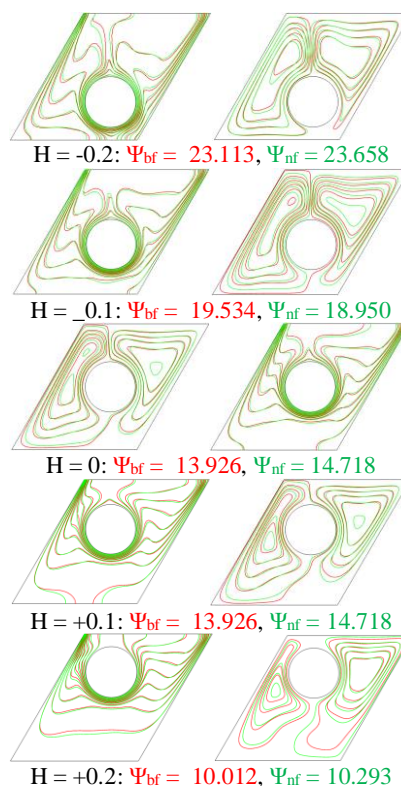 H = -0.2: Ψbf = 23.113, Ψnf = 23.658
H = _0.1: Ψbf = 19.534, Ψnf = 18.950
H = 0: Ψbf = 13.926, Ψnf = 14.718
H = +0.1: Ψbf = 13.926, Ψnf = 14.718
H = +0.2: Ψbf = 10.012, Ψnf = 10.293